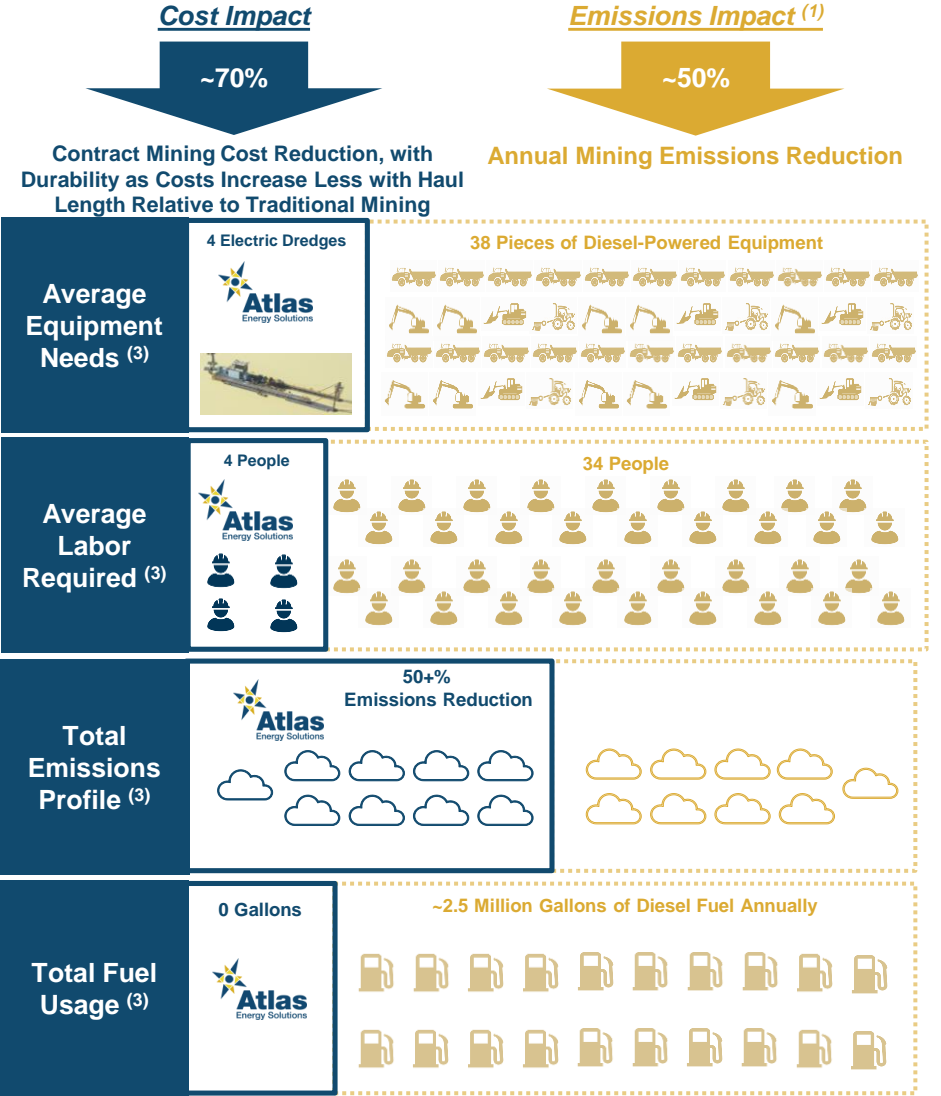 Cost Impact
Emissions Impact (1)
~70%
~50%
Contract Mining Cost Reduction, with
Durability as Costs Increase Less with Haul
Length Relative to Traditional Mining
Annual Mining Emissions Reduction
Average
Equipment
Needs (3)
4 Electric Dredges
Atlas
Energy Solutions
38 Pieces of Diesel-Powered Equipment
Average
Labor
Required (3)
4 People
Atlas
Energy Solutions
34 People
Total
Emissions
Profile (3)
Atlas
Energy Solutions
50+%
Emissions Reduction
Total Fuel
Usage (3)
0 Gallons
Atlas
Energy Solutions
~2.5 Million Gallons of Diesel Fuel Annually